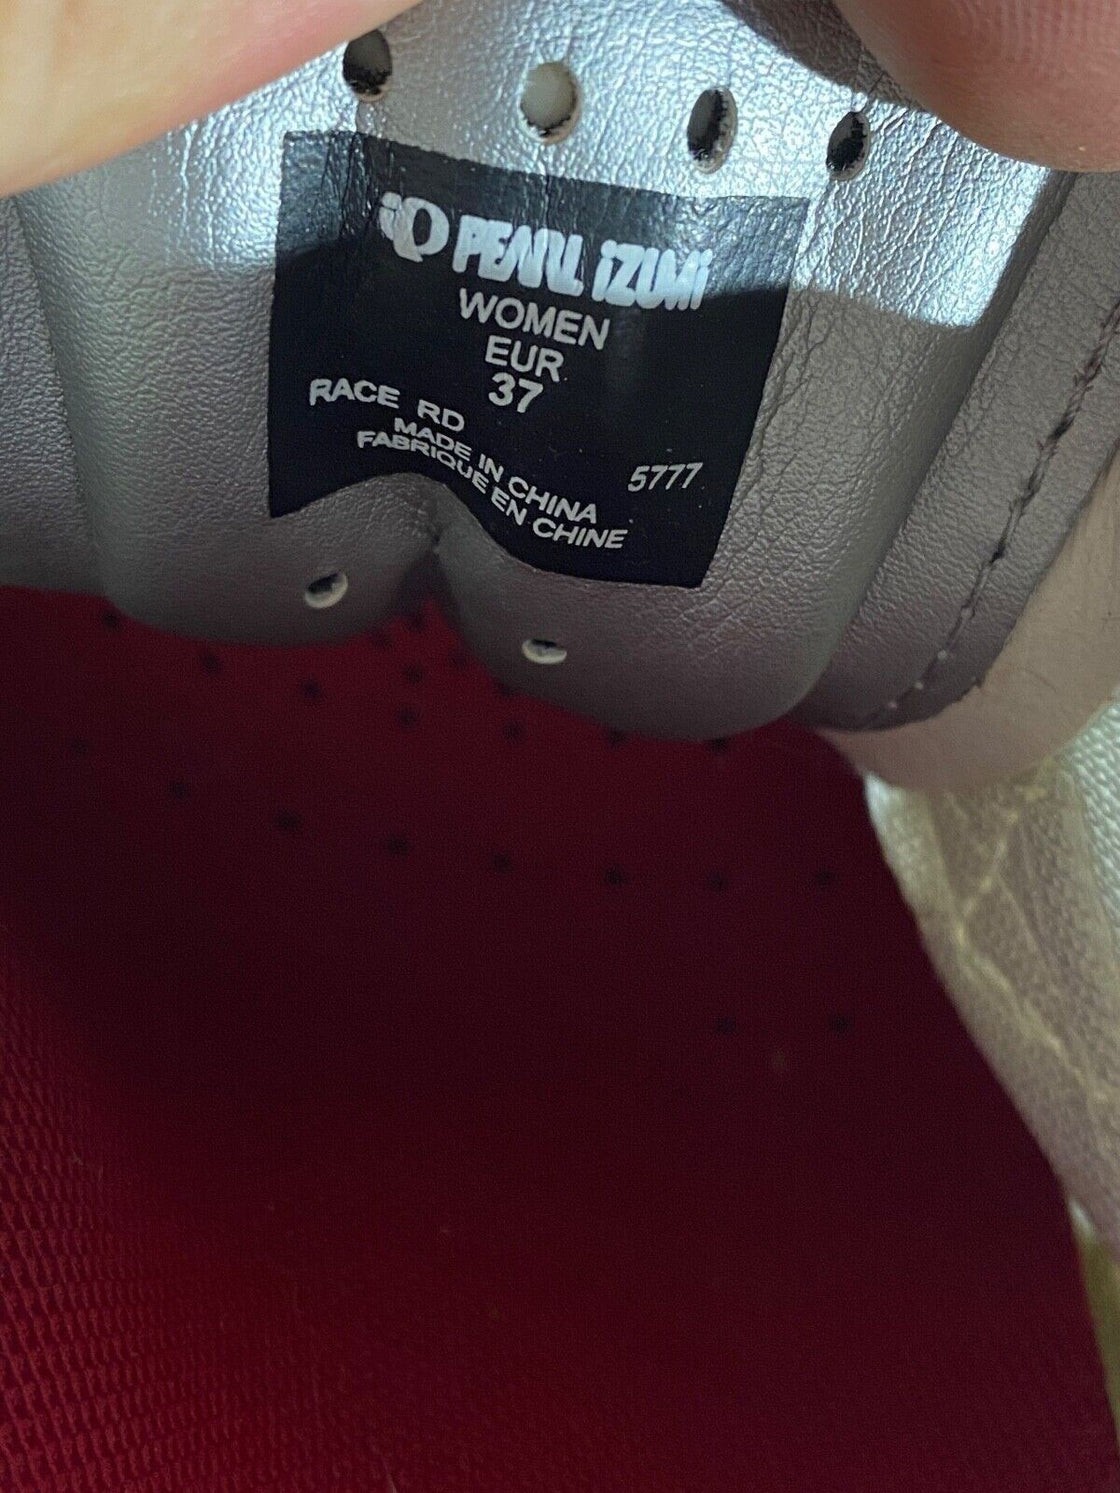 PEARL iZUMi
WOMEN
EUR
37
RACE RD
5777
MADE IN CHINA
FABRIQUE EN CHINE